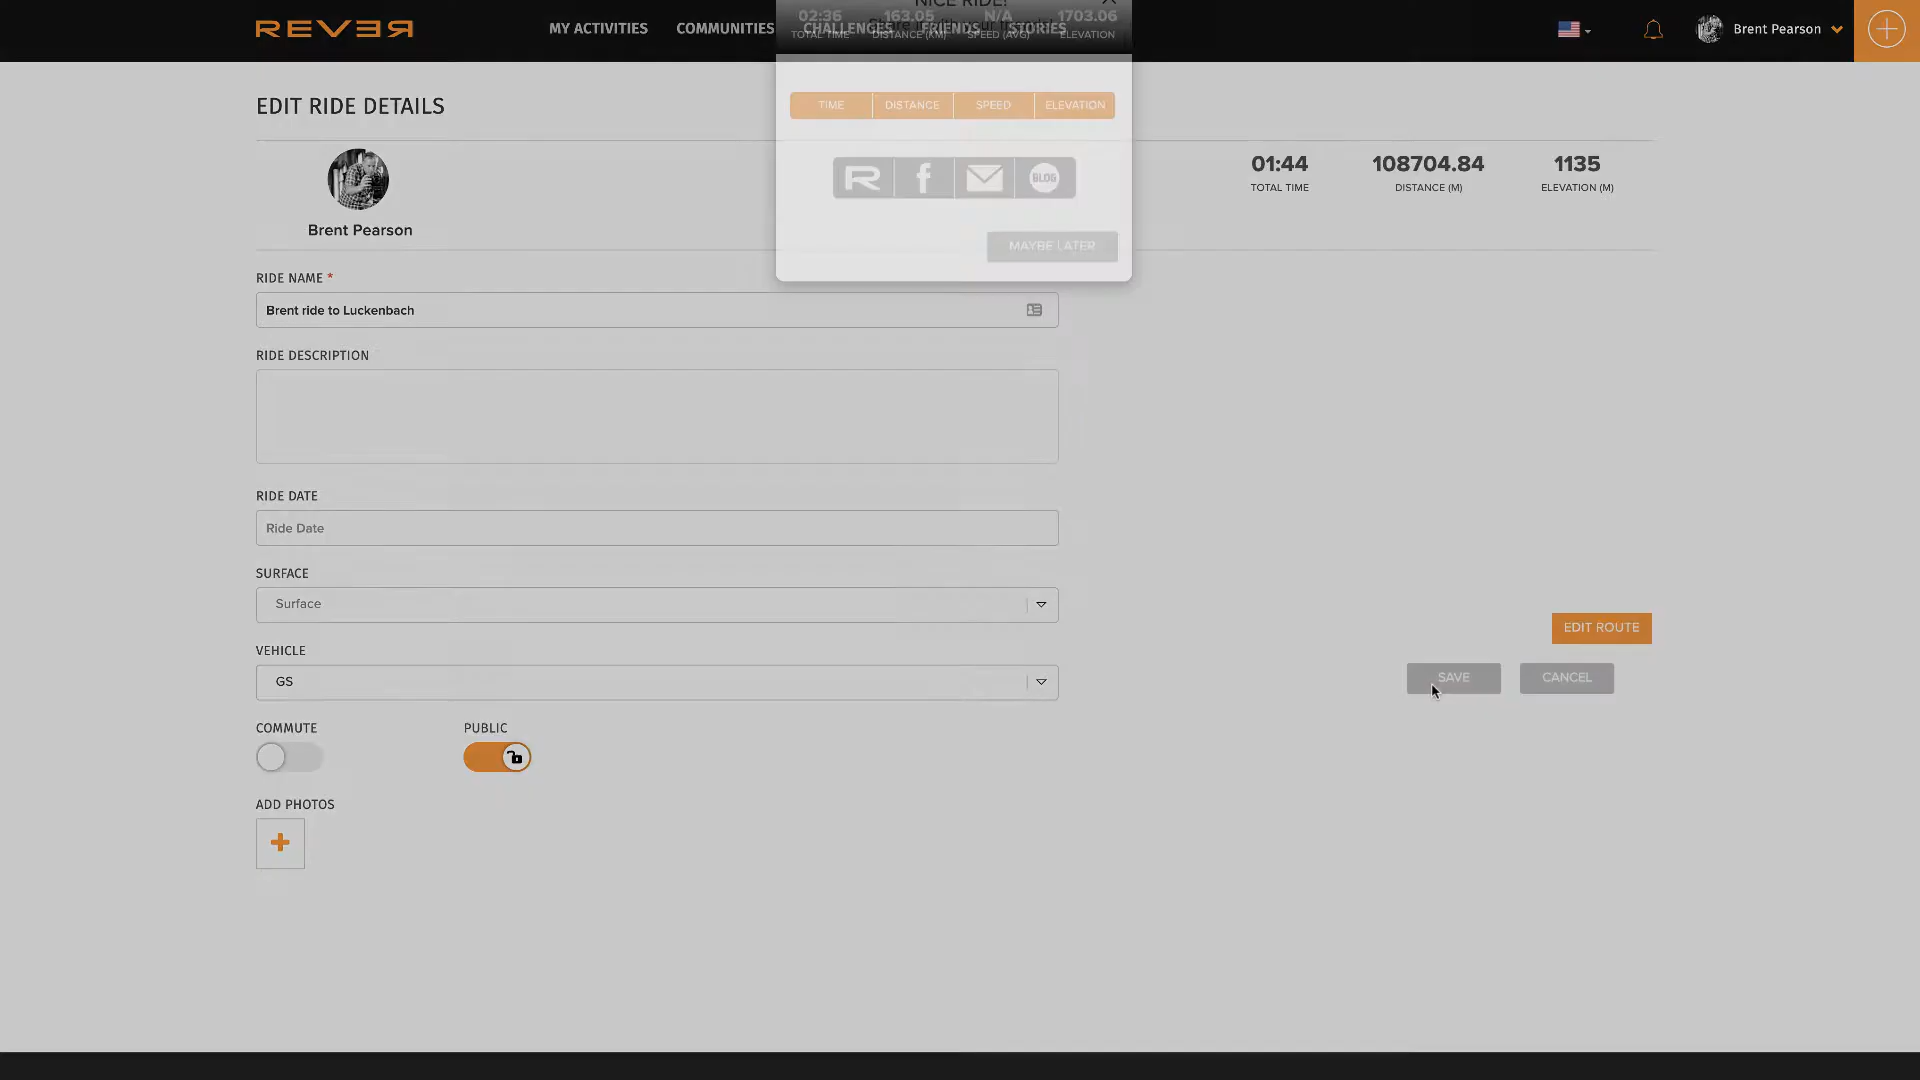 REVER
MY ACTIVITIES
COMMUNITIES
CHALLENGES
FRIENDS
STORIES
Brent Pearson
NICE RIDE!
02:36
163.05
N/A
1703.06
TOTAL TIME
DISTANCE (KM)
SPEED (AVG)
ELEVATION
TIME
DISTANCE
SPEED
ELEVATION
BLOG
MAYBE LATER
EDIT RIDE DETAILS
Brent Pearson
01:44
108704.84
1135
TOTAL TIME
DISTANCE (M)
ELEVATION (M)
RIDE NAME *
Brent ride to Luckenbach
RIDE DESCRIPTION
RIDE DATE
Ride Date
SURFACE
Surface
VEHICLE
GS
EDIT ROUTE
SAVE
CANCEL
COMMUTE
PUBLIC
ADD PHOTOS